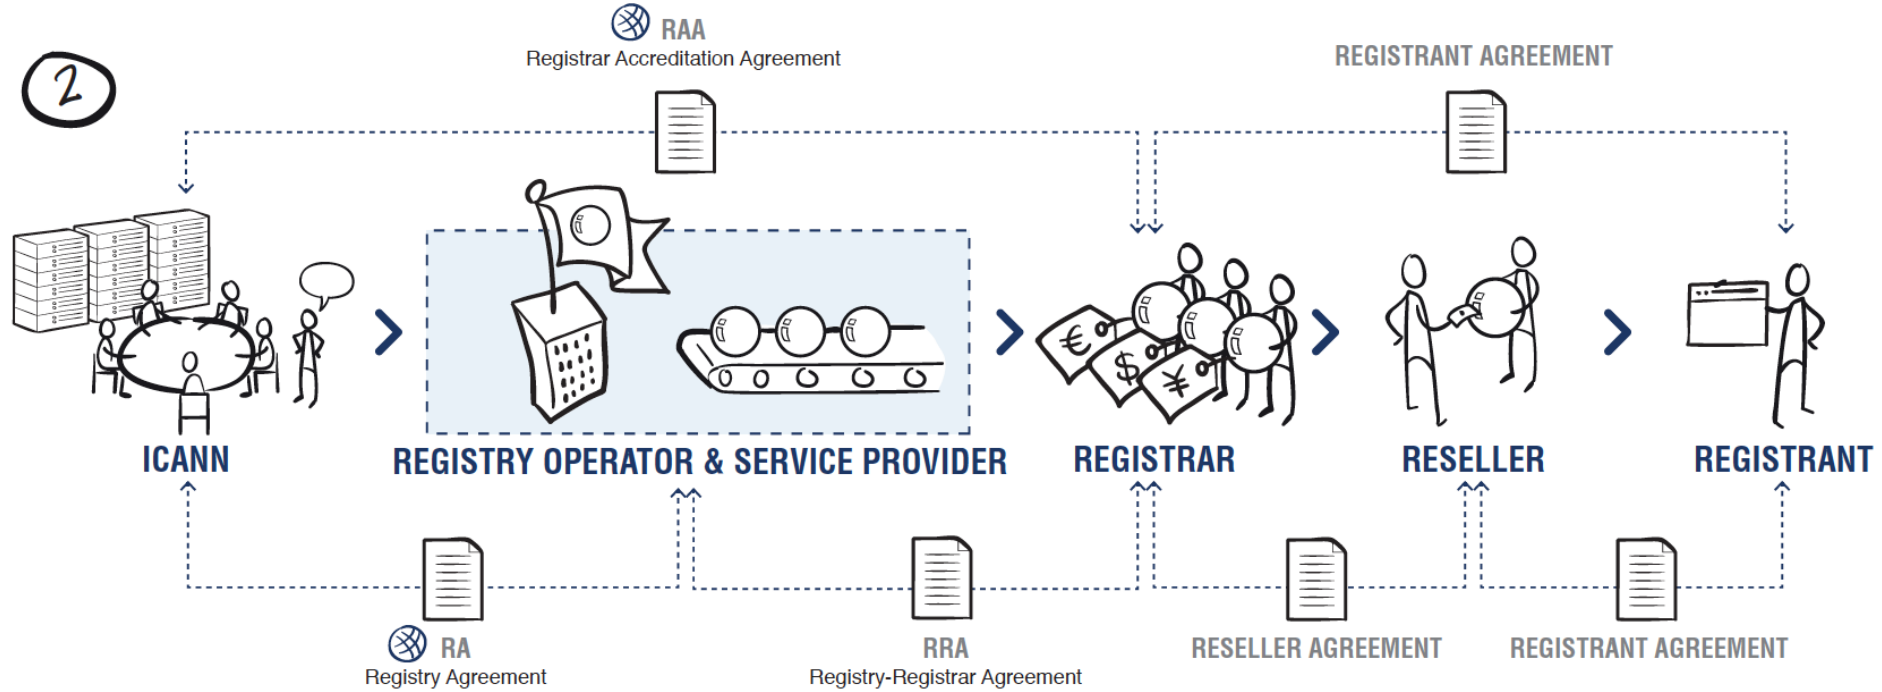 2
RAA
Registrar Accreditation Agreement
REGISTRANT AGREEMENT
€
$
¥
ICANN
REGISTRY OPERATOR & SERVICE PROVIDER
REGISTRAR
RESELLER
REGISTRANT
RA
Registry Agreement
RRA
Registry-Registrar Agreement
RESELLER AGREEMENT
REGISTRANT AGREEMENT